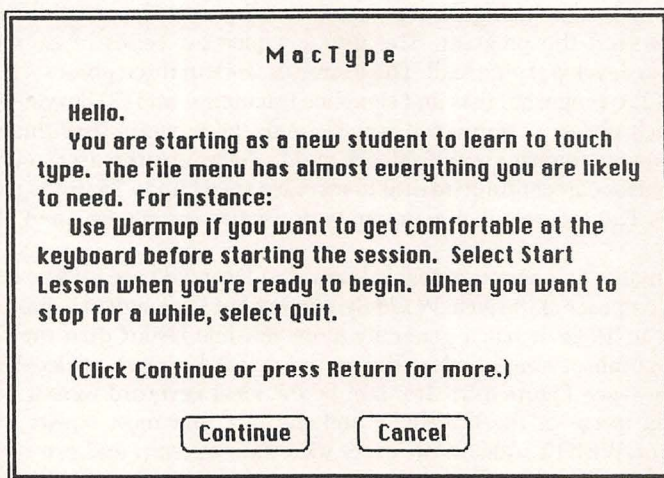 MacType
Hello.
You are starting as a new student to learn to touch
type. The File menu has almost everything you are likely
to need. For instance:
Use Warmup if you want to get comfortable at the
keyboard before starting the session. Select Start
Lesson when you're ready to begin. When you want to
stop for a while, select Quit.
(Click Continue or press Return for more.)
Continue Cancel